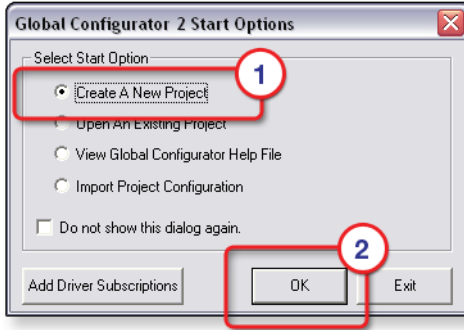 Global Configurator 2 Start Options
Select Start Option
1
Create A New Project
Open An Existing Project
View Global Configurator Help File
Import Project Configuration
Do not show this dialog again.
2
Add Driver Subscriptions
OK
Exit